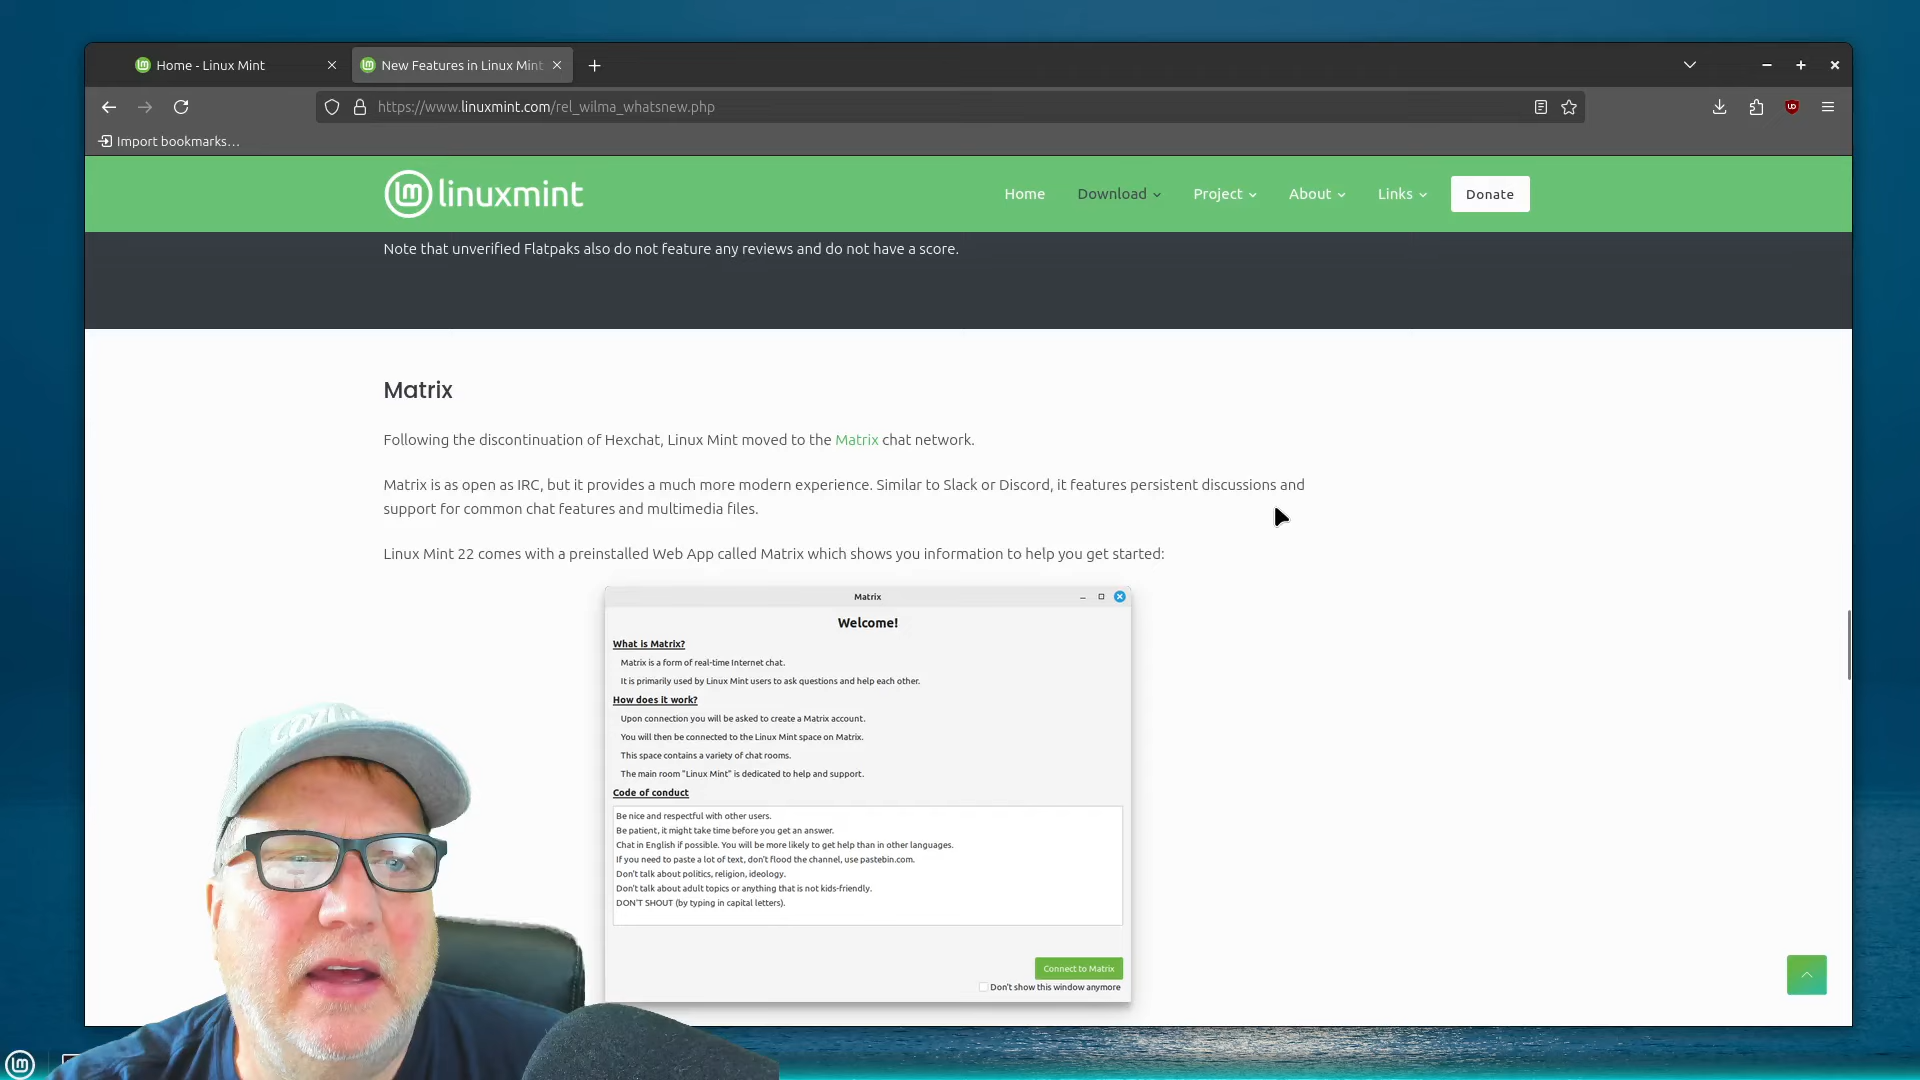 Home - Linux Mint
New Features in Linux Mint
https://www.linuxmint.com/rel_wilma_whatsnew.php
Import bookmarks…
linuxmint
Home
Download
Project
About
Links
Donate
Note that unverified Flatpaks also do not feature any reviews and do not have a score.
Matrix
Following the discontinuation of Hexchat, Linux Mint moved to the Matrix chat network.
Matrix is as open as IRC, but it provides a much more modern experience. Similar to Slack or Discord, it features persistent discussions and
support for common chat features and multimedia files.
Linux Mint 22 comes with a preinstalled Web App called Matrix which shows you information to help you get started:
Matrix
Welcome!
What is Matrix?
Matrix is a form of real-time Internet chat.
It is primarily used by Linux Mint users to ask questions and help each other.
How does it work?
Upon connection you will be asked to create a Matrix account.
You will then be connected to the Linux Mint space on Matrix.
This space contains a variety of chat rooms.
The main room "Linux Mint" is dedicated to help and support.
Code of conduct
Be nice and respectful with other users.
Be patient, it might take time before you get an answer.
Chat in English if possible. You will be more likely to get help than in other languages.
If you need to paste a lot of text, don't flood the channel, use pastebin.com.
Don't talk about politics, religion, ideology.
Don't talk about adult topics or anything that is not kids-friendly.
DON'T SHOUT (by typing in capital letters).
Connect to Matrix
Don't show this window anymore